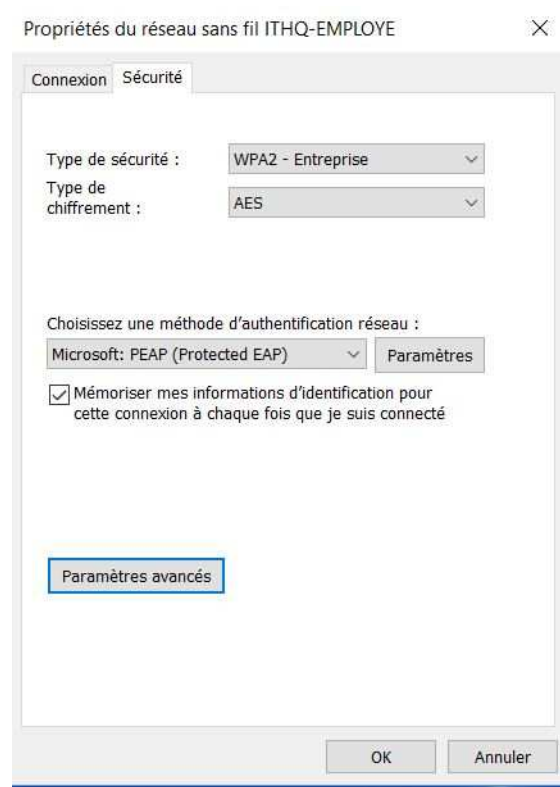 Propriétés du réseau sans fil ITHQ-EMPLOYE
Connexion Sécurité
Type de sécurité : WPA2 - Entreprise
Type de
chiffrement : AES
Choisissez une méthode d'authentification réseau :
Microsoft: PEAP (Protected EAP) Paramètres
Mémoriser mes informations d'identification pour
cette connexion à chaque fois que je suis connecté
Paramètres avancés
OK Annuler